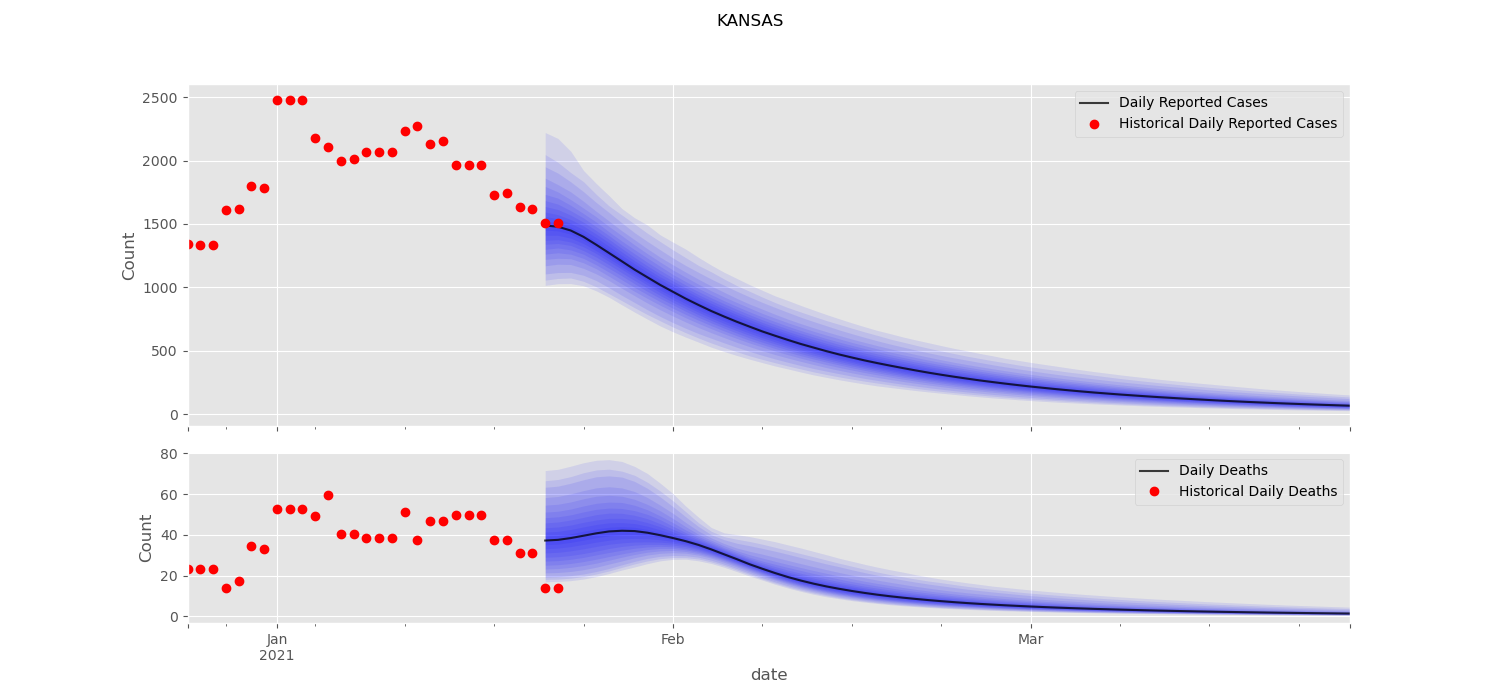 KANSAS
2500
2000
1500
1000
500
0
Count
Daily Reported Cases
Historical Daily Reported Cases
80
60
40
20
0
Count
Daily Deaths
Historical Daily Deaths
Jan
2021
Feb
Mar
date